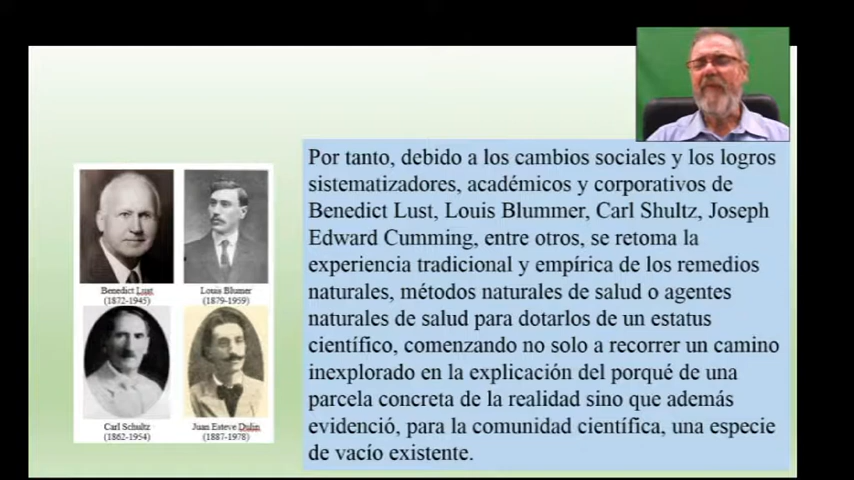 Por tanto, debido a los cambios sociales y los logros
sistematizadores, académicos y corporativos de
Benedict Lust, Louis Blummer, Carl Shultz, Joseph
Edward Cumming, entre otros, se retoma la
experiencia tradicional y empírica de los remedios
naturales, métodos naturales de salud o agentes
naturales de salud para dotarlos de un estatus
científico, comenzando no solo a recorrer un camino
inexplorado en la explicación del porqué de una
parcela concreta de la realidad sino que además
evidenció, para la comunidad científica, una especie
de vacío existente.
Benedict Lust
(1872-1945)
Louis Blumer
(1879-1959)
Carl Schultz
(1862-1954)
Juan Esteve Dulin
(1887-1978)